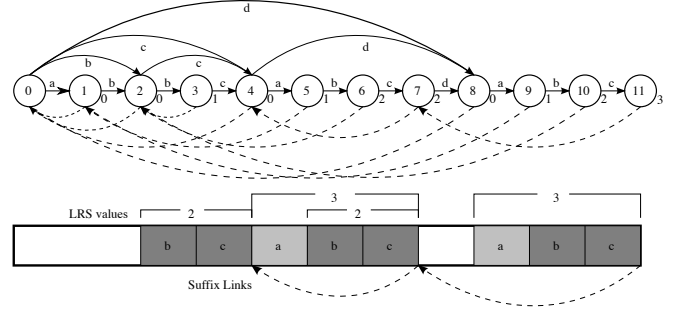 d
c d
b c
0 a 1 b 2 b 3 c 4 a 5 b 6 c 7 d 8 a 9 b 10 c 11
0 0 1 0 1 2 2 0 1 2 3
3 3
LRS values 2 2
b c a b c a b c
Suffix Links